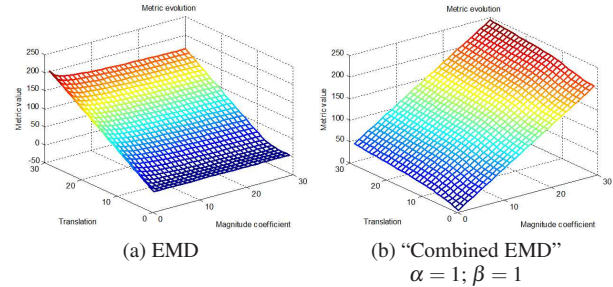 Metric evolution
250
200
150
100
50
0
-50
30
20
10
0
0
10
20
30
Metric value
Translation
Magnitude coefficient
(a) EMD
Metric evolution
250
200
150
100
50
0
30
20
10
0
0
10
20
30
Metric value
Translation
Magnitude coefficient
(b) “Combined EMD”
α = 1; β = 1